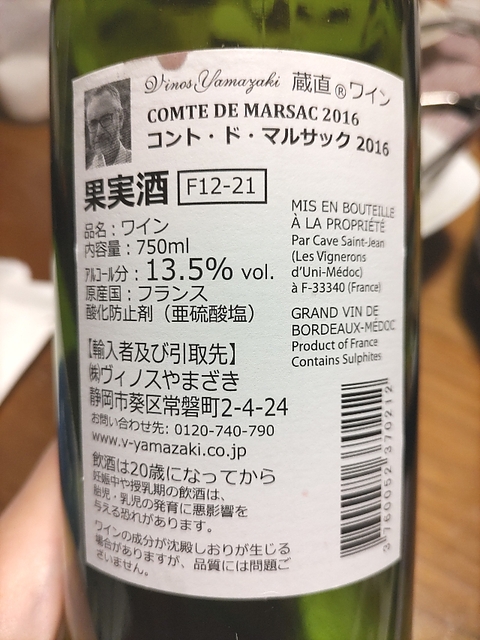 Vinos Yamazaki 蔵直®ワイン
COMTE DE MARSAC 2016
コント・ド・マルサック 2016
果実酒 F12-21
品名：ワイン
内容量：750ml
アルコール分：13.5% vol.
原産国：フランス
酸化防止剤（亜硫酸塩）
MIS EN BOUTEILLE
À LA PROPRIÉTÉ
Par Cave Saint-Jean
(Les Vignerons
d'Uni-Médoc)
à F-33340 (France)
GRAND VIN DE
BORDEAUX-MÉDOC
Product of France
Contains Sulphites
【輸入者及び引取先】
㈱ヴィノスやまざき
静岡市葵区常磐町2-4-24
お問い合わせ先：0120-740-790
www.v-yamazaki.co.jp
飲酒は20歳になってから
妊娠中や授乳期の飲酒は、
胎児・乳児の発育に悪影響を
与える恐れがあります。
ワインの成分が沈殿しおりが生じる
場合がありますが、品質には問題ご
ざいません。
3760052370212